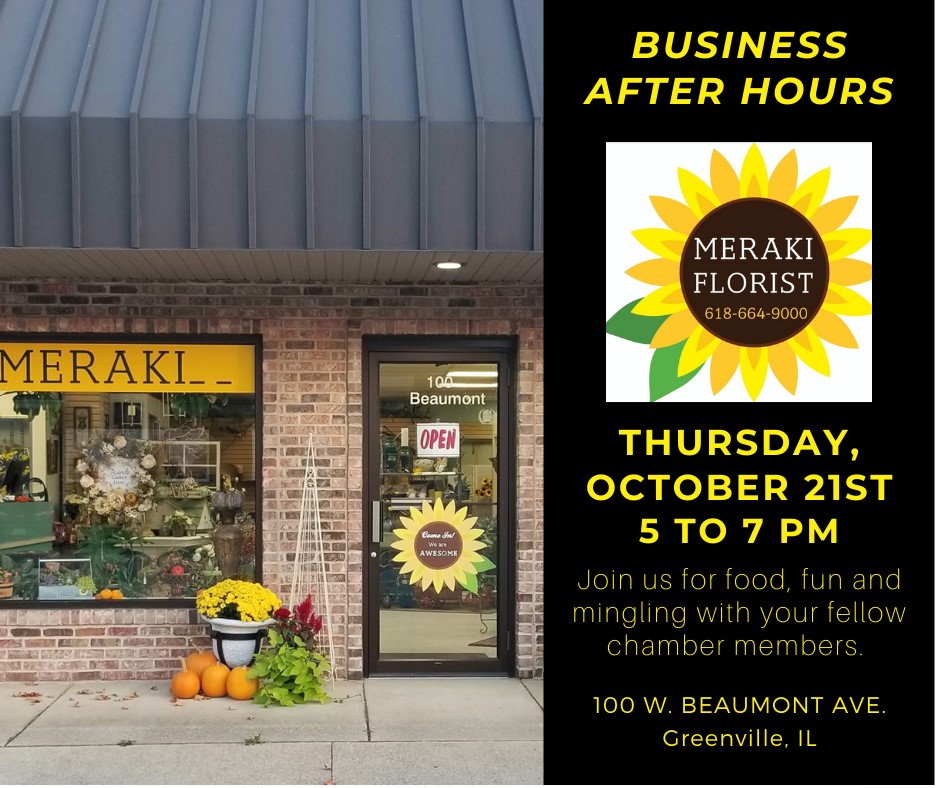 BUSINESS
AFTER HOURS
MERAKI
FLORIST
618-664-9000
THURSDAY,
OCTOBER 21ST
5 TO 7 PM
Join us for food, fun and
mingling with your fellow
chamber members.
100 W. BEAUMONT AVE.
Greenville, IL
MERAKI_ _
100
Beaumont
OPEN
Come In!
We are
AWESOME